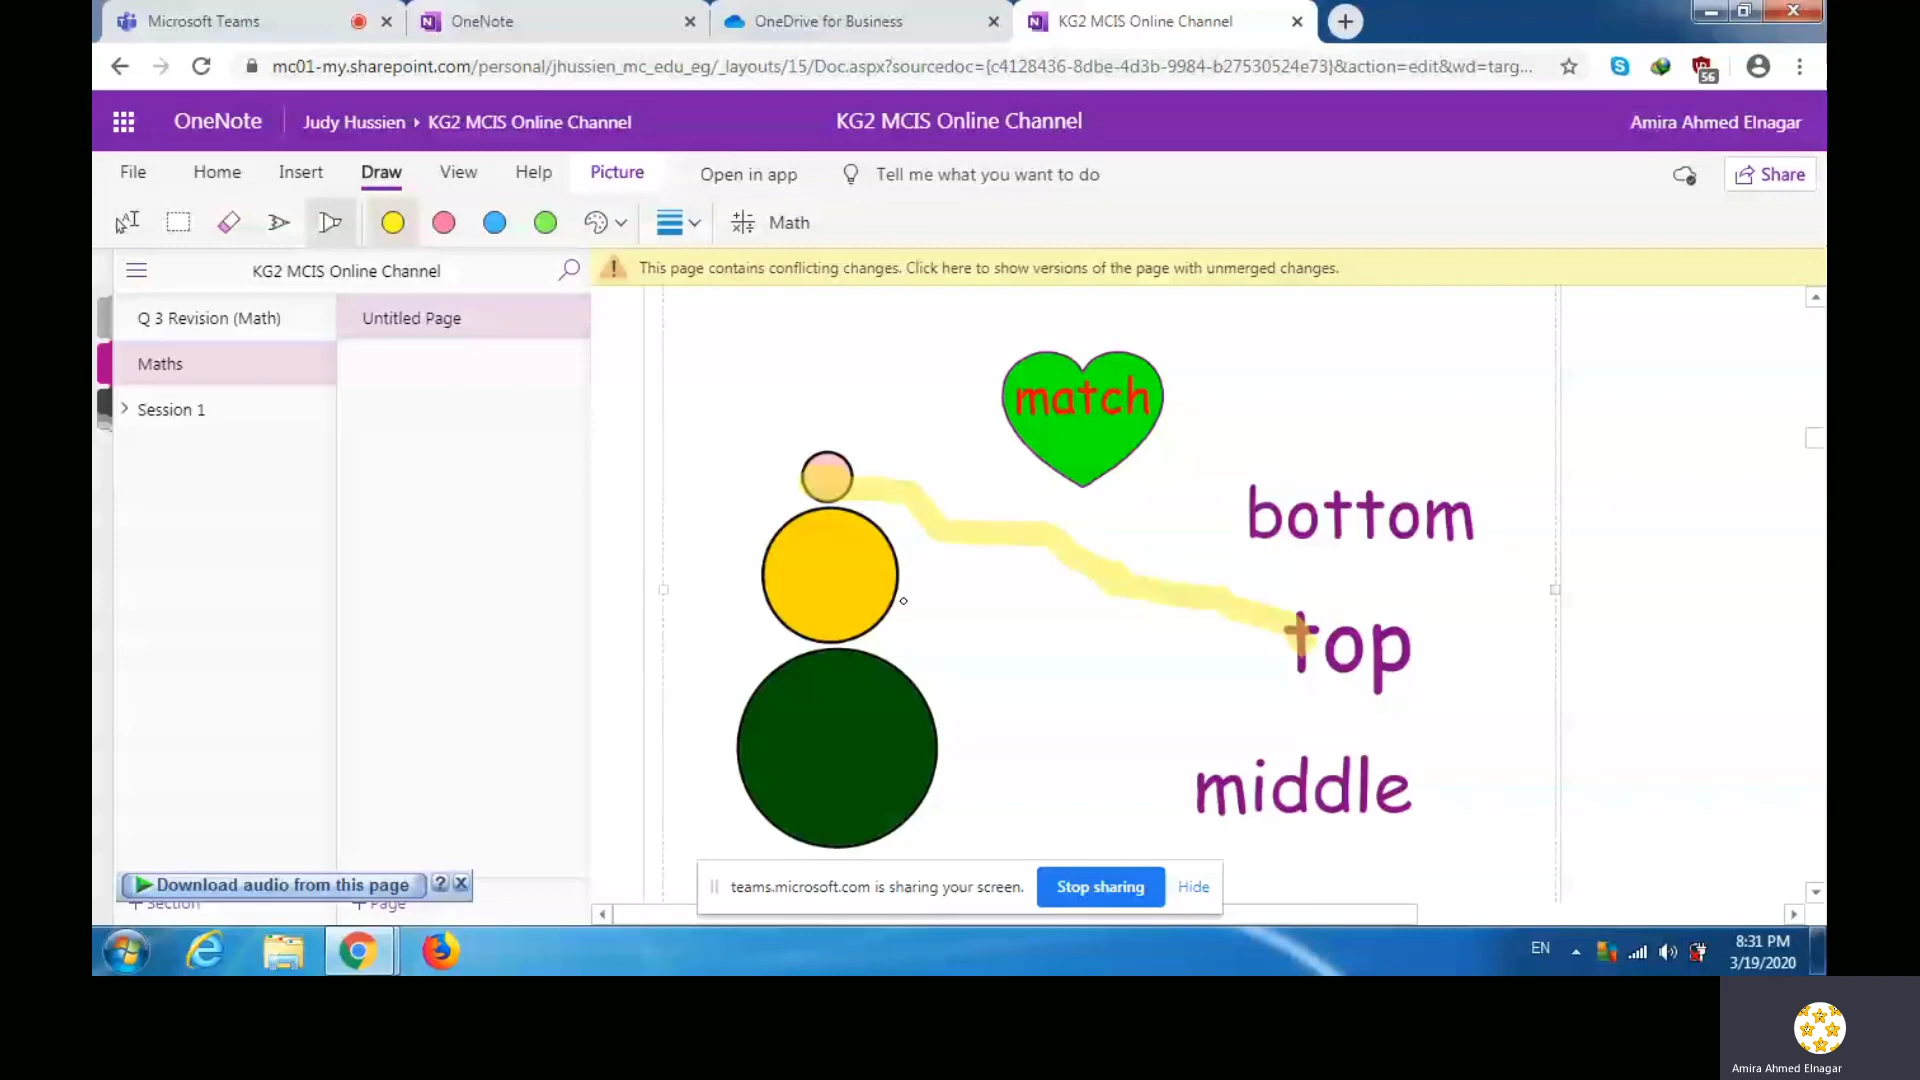 Microsoft Teams
OneNote
OneDrive for Business
KG2 MCIS Online Channel
mc01-my.sharepoint.com/personal/jhussien_mc_edu_eg/_layouts/15/Doc.aspx?sourcedoc={c4128436-8dbe-4d3b-9984-b27530524e73}&action=edit&wd=targ...
56
OneNote
Judy Hussien ▸ KG2 MCIS Online Channel
KG2 MCIS Online Channel
Amira Ahmed Elnagar
File
Home
Insert
Draw
View
Help
Picture
Open in app
Tell me what you want to do
Share
Math
KG2 MCIS Online Channel
This page contains conflicting changes. Click here to show versions of the page with unmerged changes.
Q 3 Revision (Math)
Untitled Page
Maths
Session 1
match
bottom
top
middle
Download audio from this page
?
+ Section
+ Page
teams.microsoft.com is sharing your screen.
Stop sharing
Hide
EN
8:31 PM
3/19/2020
Amira Ahmed Elnagar